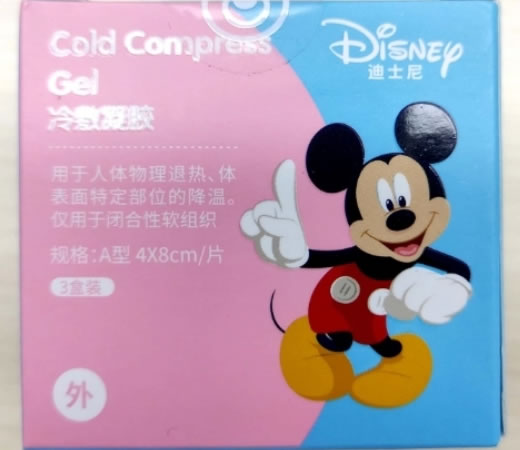 Cold Compress
DISNEY
迪士尼
Gel
冷敷凝胶
用于人体物理退热、体
表面特定部位的降温。
仅用于闭合性软组织
规格:A型 4X8cm/片
3盒装
外